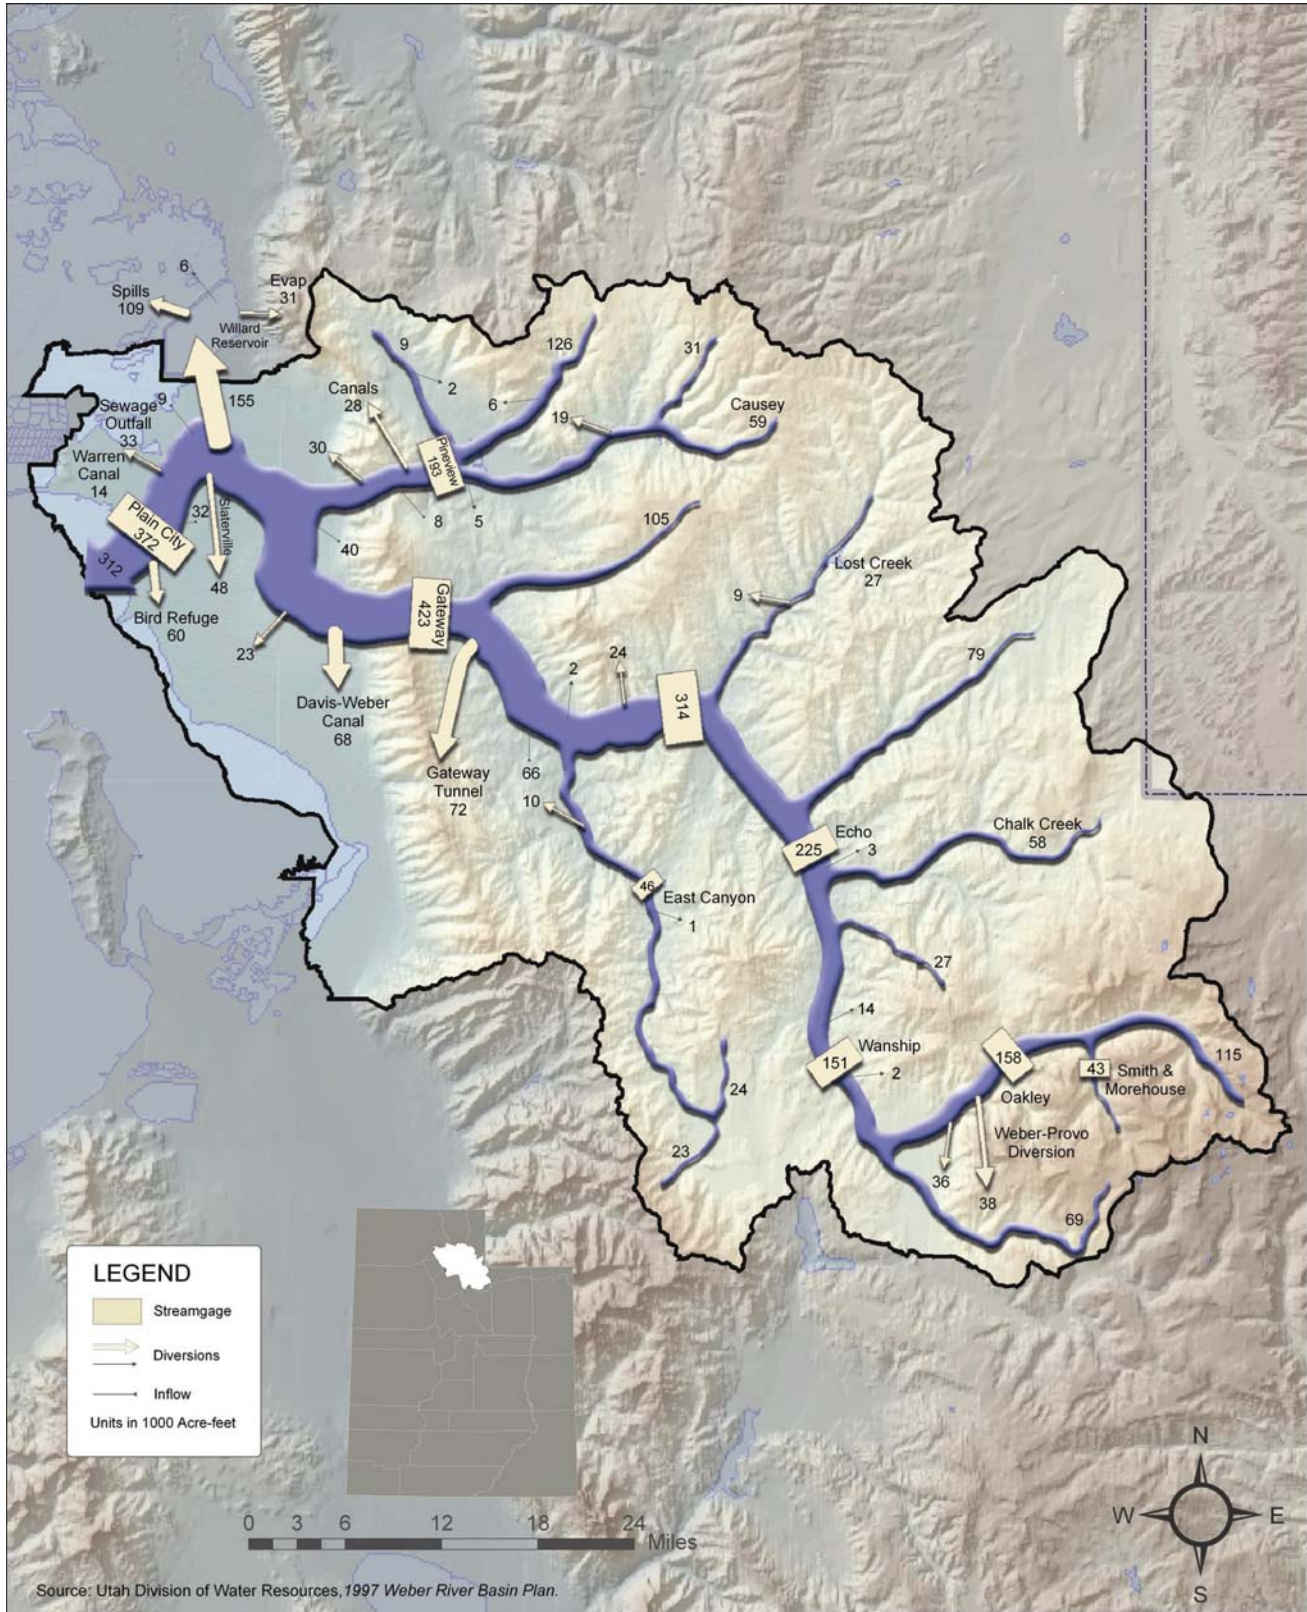 6
Spills
109
Evap
31
Willard
Reservoir
9
155
Sewage
Outfall
33
Warren
Canal
14
Plain City
372
312
32
Slaterville
48
Bird Refuge
60
9
2
126
6
31
Causey
59
19
Canals
28
30
Pineview
193
8
5
40
105
Gateway
423
23
Davis-Weber
Canal
68
Gateway
Tunnel
72
Lost Creek
27
9
24
2
314
66
10
79
Echo
225
3
Chalk Creek
58
46
East Canyon
1
27
14
Wanship
151
2
158
Oakley
43
Smith &
Morehouse
115
Weber-Provo
Diversion
36
38
69
24
23
LEGEND
Streamgage
Diversions
Inflow
Units in 1000 Acre-feet
0 3 6 12 18 24
Miles
N
W E
S
Source: Utah Division of Water Resources, 1997 Weber River Basin Plan.